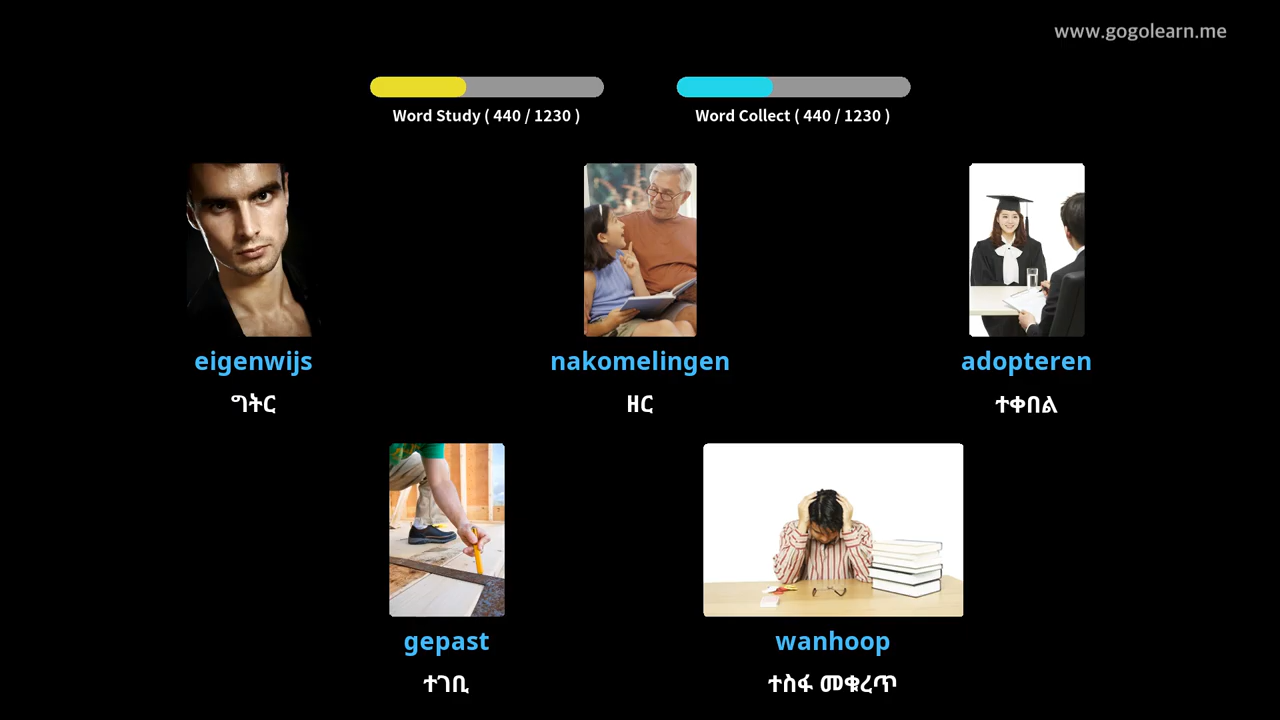 www.gogolearn.me
Word Study ( 440 / 1230 )
Word Collect ( 440 / 1230 )
eigenwijs
nakomelingen
adopteren
ግትር
ዘር
ተቀበል
gepast
wanhoop
ተገቢ
ተስፋ መቁረጥ